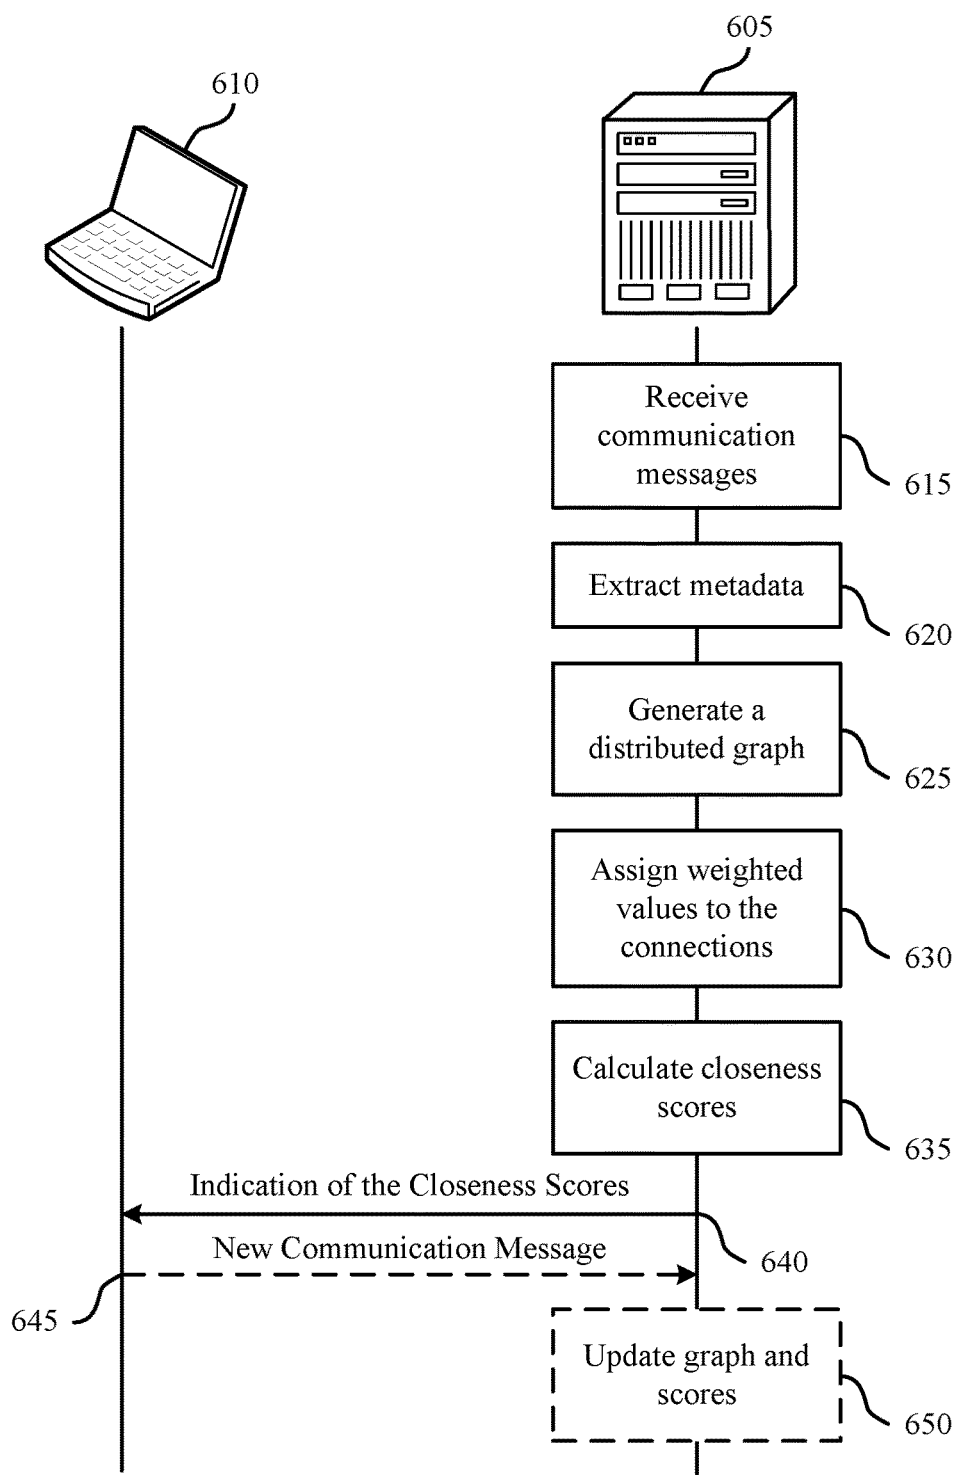 605
610
Receive
communication
messages
615
Extract metadata
620
Generate a
distributed graph
625
Assign weighted
values to the
connections
630
Calculate closeness
scores
635
Indication of the Closeness Scores
640
New Communication Message
645
Update graph and
scores
650